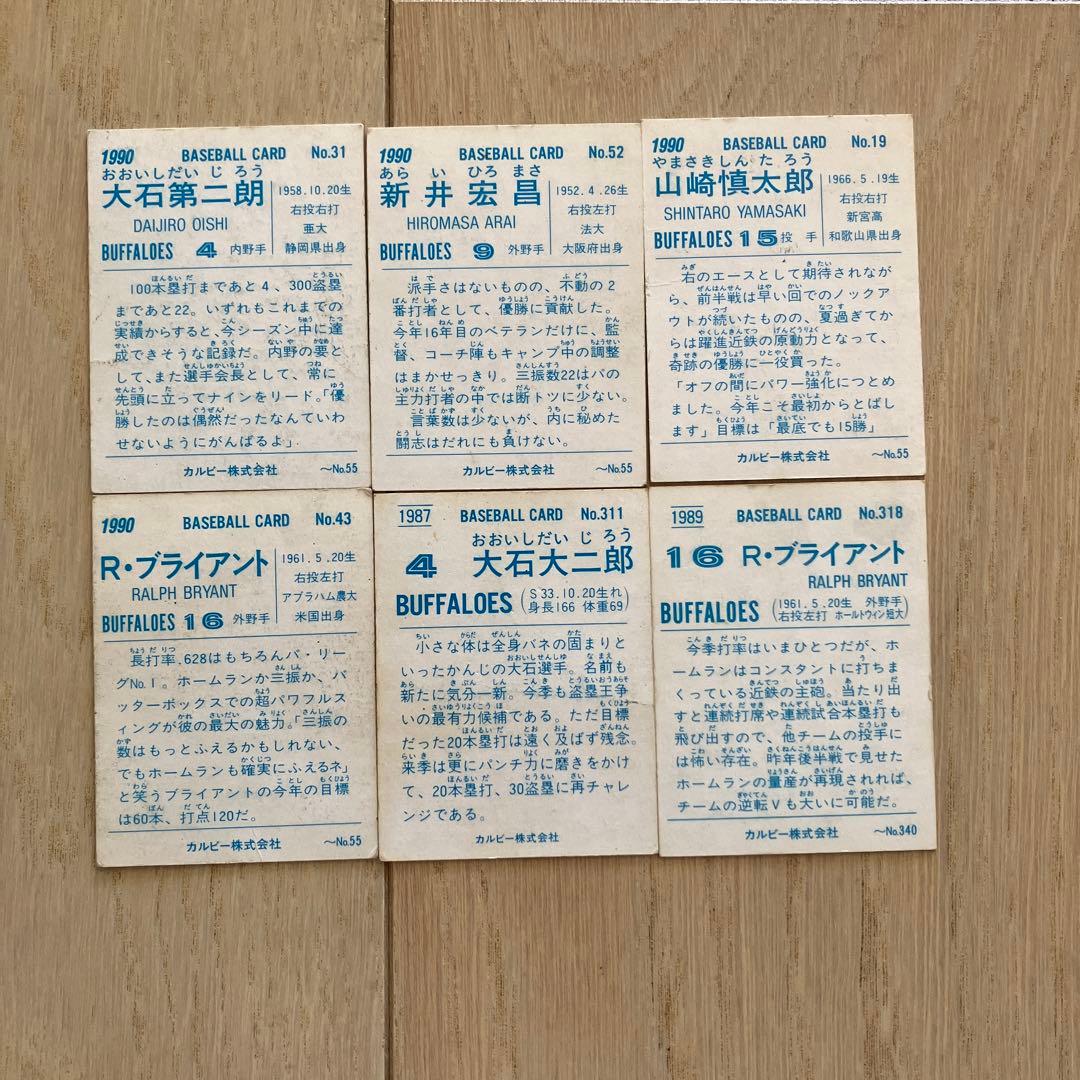 1990 BASEBALL CARD No.31
おおいしだい じ ろう
大石第二朗
DAIJIRO OISHI
BUFFALOES 4 内野手
1958.10.20生
右投右打
亜大
静岡県出身
100本塁打まであと4、300盗塁
まであと22。いずれもこれまでの
実績からすると、今シーズン中に達
成できそうな記録だ。内野の要と
して、また選手会長として、常に
先頭に立ってナインをリード。「優
勝したのは偶然だったなんていわ
せないようにがんばるよ」
カルビー株式会社 〜No.55
1990 BASEBALL CARD No.52
あら い ひろ まさ
新井宏昌
HIROMASA ARAI
BUFFALOES 9 外野手
1952.4.26生
右投左打
法大
大阪府出身
派手さはないものの、不動の2
番打者として、優勝に貢献した。
今年16年目のベテランだけに、監
督、コーチ陣もキャンプ中の調整
はまかせっきり。三振数22はパの
主力打者の中では断トツに少ない。
言葉数は少ないが、内に秘めた
闘志はだれにも負けない。
カルビー株式会社 〜No.55
1990 BASEBALL CARD No.19
やまさきしん た ろう
山崎慎太郎
SHINTARO YAMASAKI
BUFFALOES 15 投手
1966.5.19生
右投右打
新宮高
和歌山県出身
右のエースとして期待されなが
ら、前半戦は早い回でのノックア
ウトが続いたものの、夏過ぎてか
らは躍進近鉄の原動力となって、
奇跡の優勝に一役買った。
「オフの間にパワー強化につとめ
ました。今年こそ最初からとばし
ます」目標は「最底でも15勝」
カルビー株式会社 〜No.55
1990 BASEBALL CARD No.43
R・ブライアント
RALPH BRYANT
BUFFALOES 16 外野手
1961.5.20生
右投左打
アブラハム農大
米国出身
長打率.628はもちろんパ・リー
グNo.1。ホームランか三振か、バ
ッターボックスでの超パワフルス
イングが彼の最大の魅力。「三振の
数はもっとふえるかもしれない、
でもホームランも確実にふえるネ」
と笑うブライアントの今年の目標
は60本、打点120だ。
カルビー株式会社 〜No.55
1987 BASEBALL CARD No.311
おおいしだい じ ろう
4 大石大二郎
BUFFALOES (S33.10.20生れ 身長166 体重69)
小さな体は全身バネの固まりと
いったかんじの大石選手。名前も
新たに気分一新。今季も盗塁王争
いの最有力候補である。ただ目標
だった20本塁打は遠く及ばず残念。
来季は更にパンチ力に磨きをかけ
て、20本塁打、30盗塁に再チャレ
ンジである。
カルビー株式会社
1989 BASEBALL CARD No.318
16 R・ブライアント
RALPH BRYANT
BUFFALOES (1961.5.20生 外野手 右投左打 ホールトウィン短大)
今季打率はいまひとつだが、ホ
ームランはコンスタントに打ちま
くっている近鉄の主砲。当たり出
すと連続打席や連続試合本塁打も
飛び出すので、他チームの投手に
は怖い存在。昨年後半戦で見せた
ホームランの量産が再現されれば、
チームの逆転Vも大いに可能だ。
カルビー株式会社 〜No.340